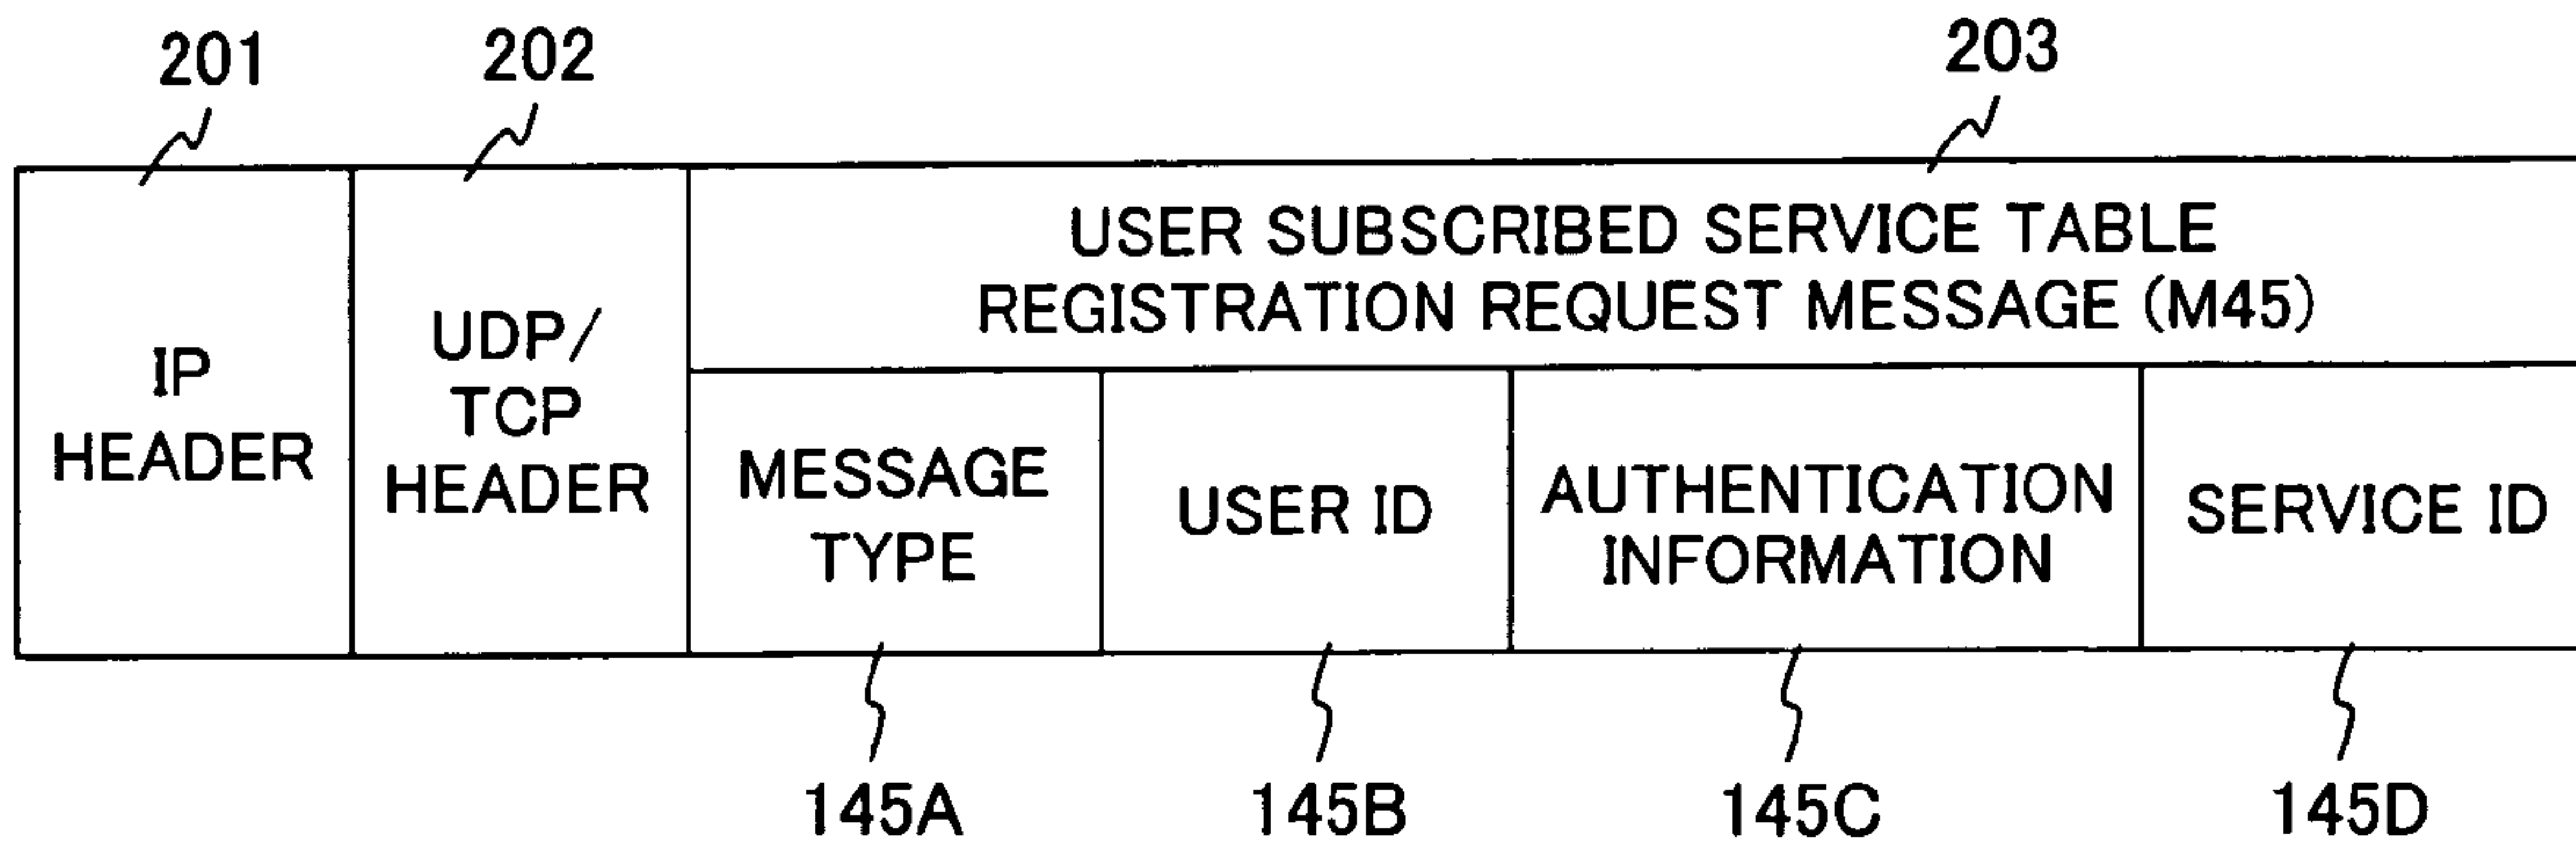 201
202
203
IP
HEADER
UDP/
TCP
HEADER
USER SUBSCRIBED SERVICE TABLE
REGISTRATION REQUEST MESSAGE (M45)
MESSAGE
TYPE
USER ID
AUTHENTICATION
INFORMATION
SERVICE ID
145A
145B
145C
145D